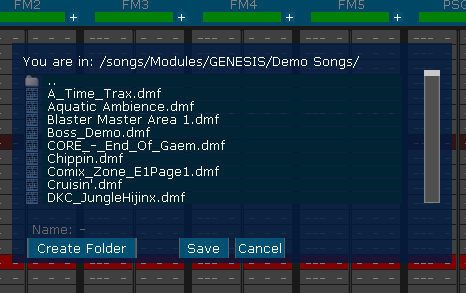 FM2 FM3 FM4 FM5 PSG
+ + + +
You are in: /songs/Modules/GENESIS/Demo Songs/
..
A_Time_Trax.dmf
Aquatic Ambience.dmf
Blaster Master Area 1.dmf
Boss_Demo.dmf
CORE_-_End_Of_Gaem.dmf
Chippin.dmf
Comix_Zone_E1Page1.dmf
Cruisin'.dmf
DKC_JungleHijinx.dmf
Name: -
Create Folder Save Cancel